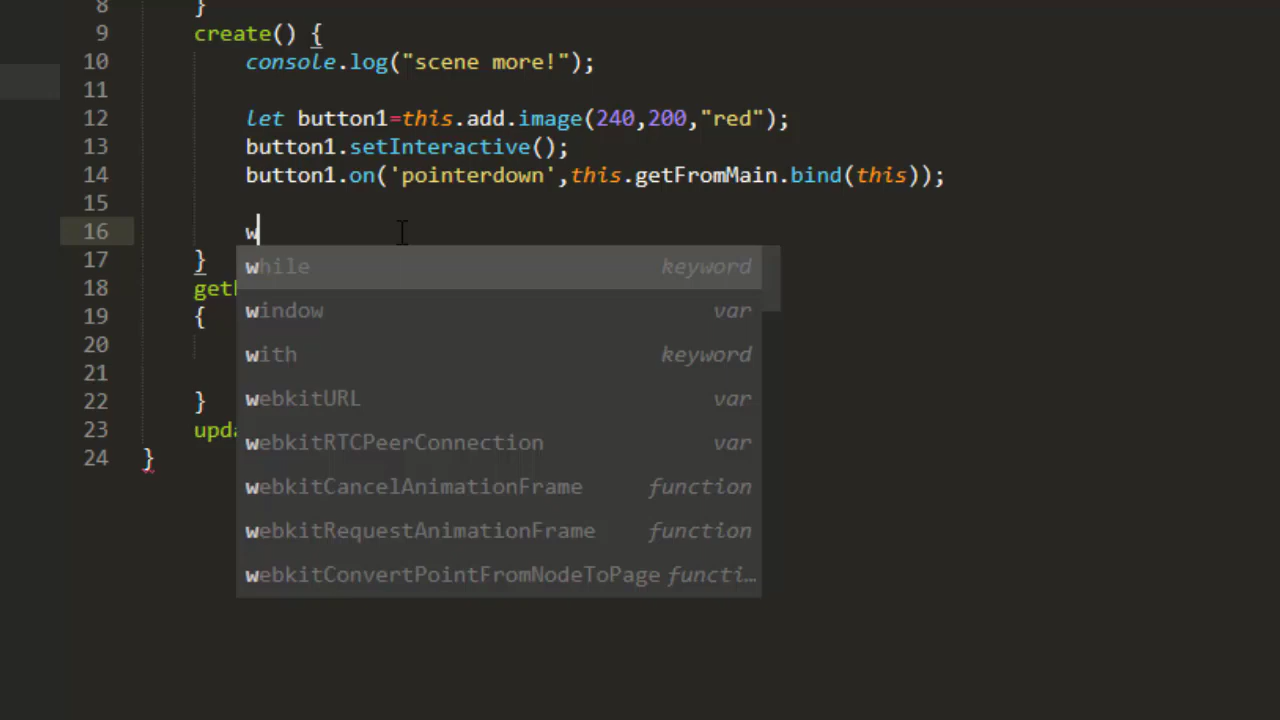 8 }
9 create() {
10 console.log("scene more!");
11
12 let button1=this.add.image(240,200,"red");
13 button1.setInteractive();
14 button1.on('pointerdown',this.getFromMain.bind(this));
15
16 w
17 }
while keyword
18
19 {
window var
20
with keyword
21
22 }
webkitURL var
23
webkitRTCPeerConnection var
24 }
webkitCancelAnimationFrame function
webkitRequestAnimationFrame function
webkitConvertPointFromNodeToPage functi…